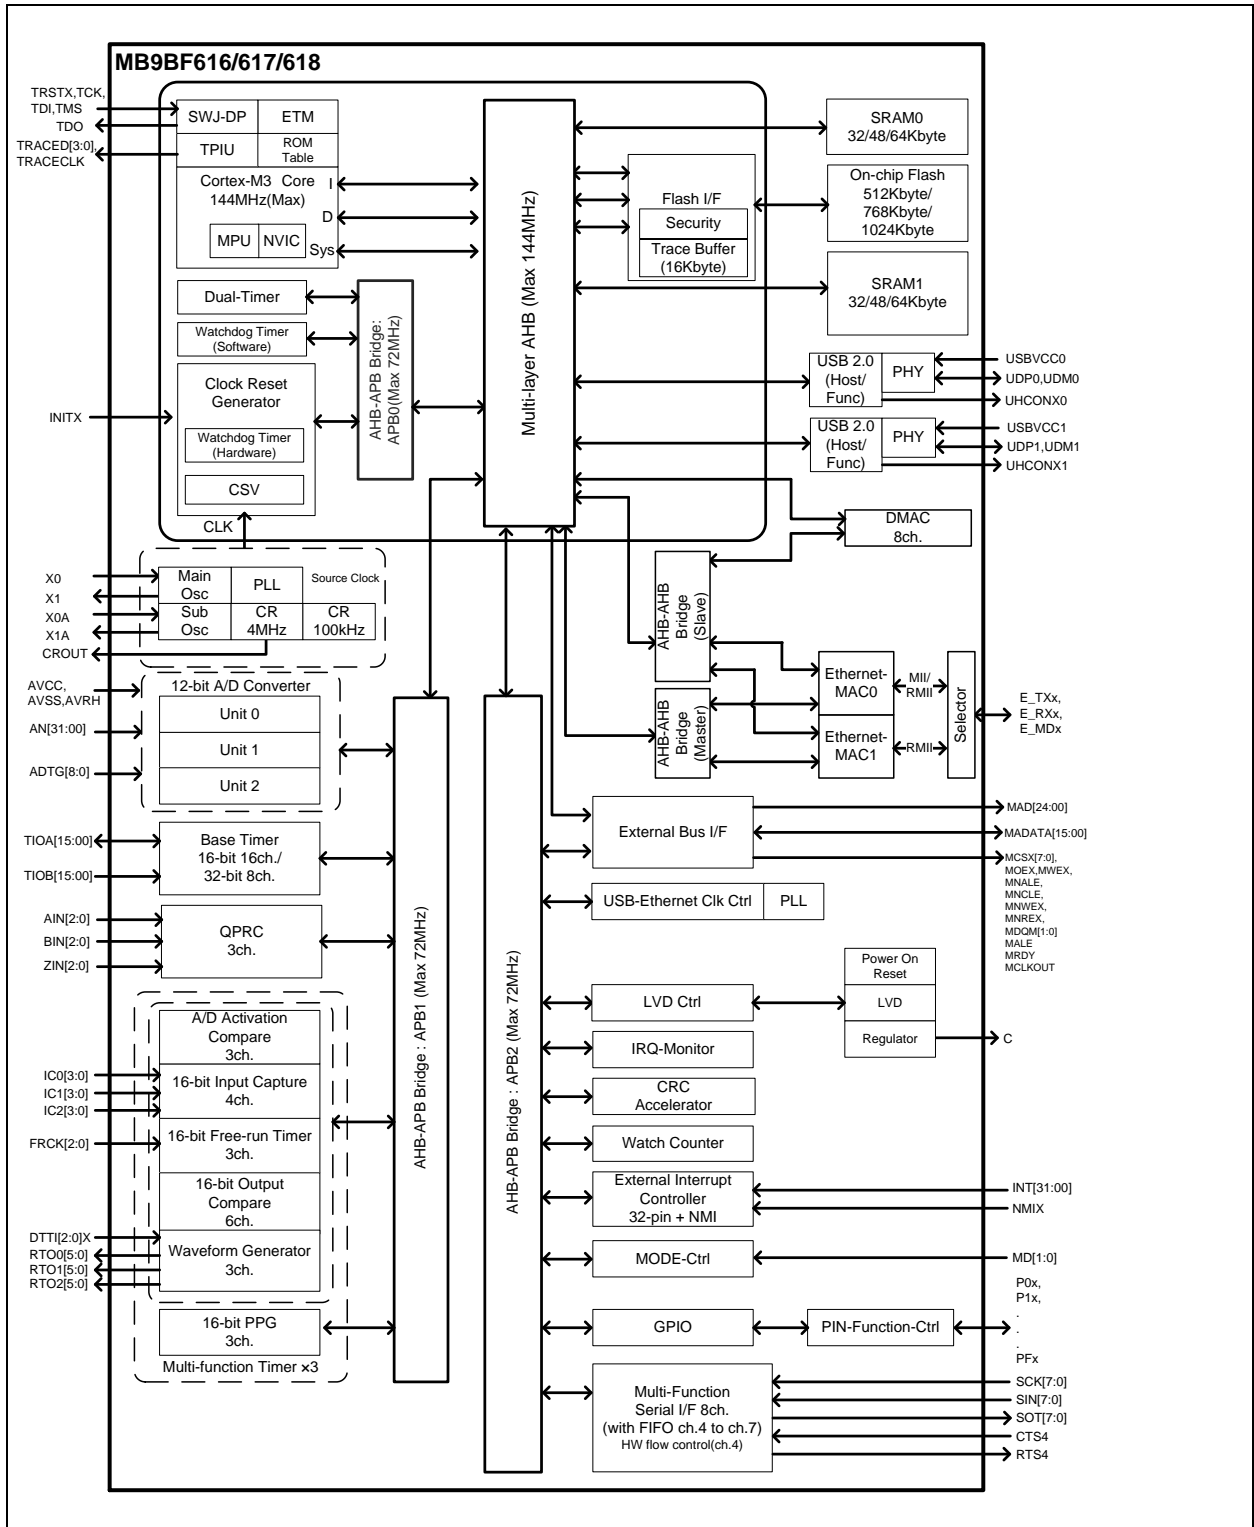 MB9BF616/617/618
TRSTX,TCK,
TDI,TMS
TDO
TRACED[3:0],
TRACECLK
SWJ-DP
ETM
TPIU
ROM
Table
Cortex-M3 Core
144MHz(Max)
I
D
Sys
MPU
NVIC
Dual-Timer
Watchdog Timer
(Software)
Clock Reset
Generator
Watchdog Timer
(Hardware)
CSV
CLK
INITX
AHB-APB Bridge:
APB0(Max 72MHz)
Multi-layer AHB (Max 144MHz)
Flash I/F
Security
Trace Buffer
(16Kbyte)
SRAM0
32/48/64Kbyte
On-chip Flash
512Kbyte/
768Kbyte/
1024Kbyte
SRAM1
32/48/64Kbyte
USB 2.0
(Host/
Func)
PHY
USBVCC0
UDP0,UDM0
UHCONX0
USB 2.0
(Host/
Func)
PHY
USBVCC1
UDP1,UDM1
UHCONX1
DMAC
8ch.
X0
X1
X0A
X1A
CROUT
Main
Osc
PLL
Source Clock
Sub
Osc
CR
4MHz
CR
100kHz
AHB-AHB
Bridge
(Slave)
AHB-AHB
Bridge
(Master)
Ethernet-
MAC0
Ethernet-
MAC1
MII/
RMII
RMII
Selector
E_TXx,
E_RXx,
E_MDx
AVCC,
AVSS,AVRH
AN[31:00]
ADTG[8:0]
12-bit A/D Converter
Unit 0
Unit 1
Unit 2
TIOA[15:00]
TIOB[15:00]
Base Timer
16-bit 16ch./
32-bit 8ch.
AIN[2:0]
BIN[2:0]
ZIN[2:0]
QPRC
3ch.
AHB-APB Bridge : APB1 (Max 72MHz)
AHB-APB Bridge : APB2 (Max 72MHz)
External Bus I/F
MAD[24:00]
MADATA[15:00]
MCSX[7:0],
MOEX,MWEX,
MNALE,
MNCLE,
MNWEX,
MNREX,
MDQM[1:0]
MALE
MRDY
MCLKOUT
USB-Ethernet Clk Ctrl
PLL
Power On
Reset
LVD
Regulator
C
LVD Ctrl
IRQ-Monitor
CRC
Accelerator
Watch Counter
External Interrupt
Controller
32-pin + NMI
INT[31:00]
NMIX
MODE-Ctrl
MD[1:0]
GPIO
PIN-Function-Ctrl
P0x,
P1x,
.
.
.
PFx
Multi-Function
Serial I/F 8ch.
(with FIFO ch.4 to ch.7)
HW flow control(ch.4)
SCK[7:0]
SIN[7:0]
SOT[7:0]
CTS4
RTS4
A/D Activation
Compare
3ch.
IC0[3:0]
IC1[3:0]
IC2[3:0]
16-bit Input Capture
4ch.
FRCK[2:0]
16-bit Free-run Timer
3ch.
16-bit Output
Compare
6ch.
DTTI[2:0]X
RTO0[5:0]
RTO1[5:0]
RTO2[5:0]
Waveform Generator
3ch.
16-bit PPG
3ch.
Multi-function Timer ×3